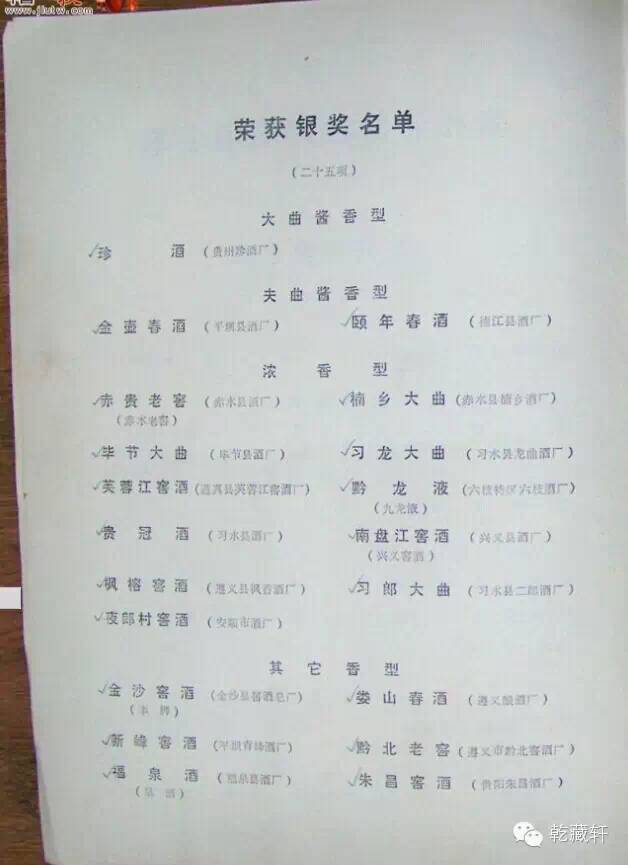 www.jiutw.com
荣获银奖名单
(二十五项)
大曲酱香型
珍酒 (贵州珍酒厂)
夫曲酱香型
金壶春酒 (平坝县酒厂) 颐年春酒 (德江县酒厂)
浓香型
赤贵老窖 (赤水县酒厂) 楠乡大曲 (赤水县楠乡酒厂)
(赤水老窖)
毕节大曲 (毕节县酒厂) 习龙大曲 (习水县龙曲酒厂)
芙蓉江窖酒 (道真县芙蓉江窖酒厂) 黔龙液 (六枝特区六枝酒厂)
(九龙液)
贵冠酒 (习水县酒厂) 南盘江窖酒 (兴义县酒厂)
(兴义窖酒)
枫榕窖酒 (遵义县枫香酒厂) 习郎大曲 (习水县二郎酒厂)
夜郎村窖酒 (安顺市酒厂)
其它香型
金沙窖酒 (金沙县窖酒总厂) 娄山春酒 (遵义酿酒厂)
新峰窖酒 (平坝青峰酒厂) 黔北老窖 (遵义市黔北窖酒厂)
福泉酒 (福泉县酒厂) 朱昌窖酒 (贵阳朱昌酒厂)
乾藏轩